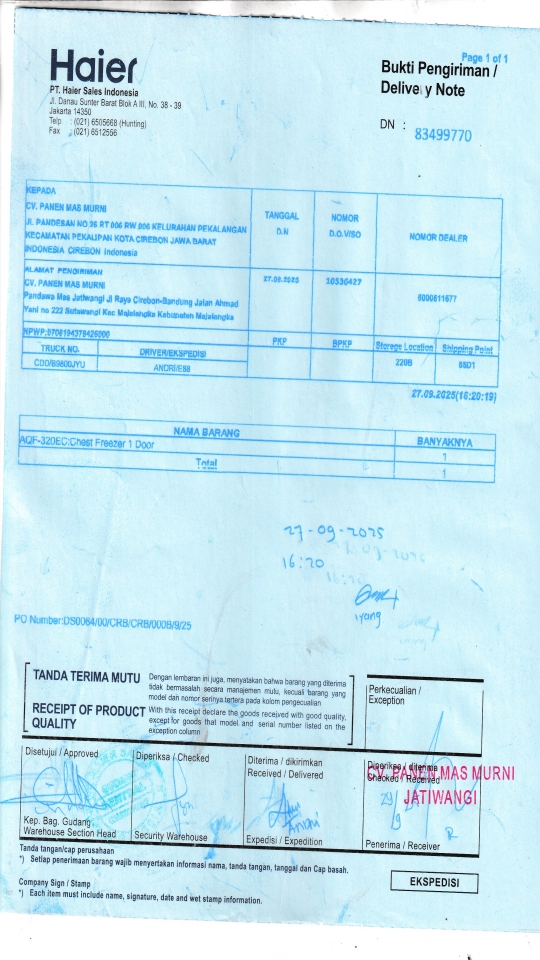 Page 1 of 1
Haier
Bukti Pengiriman /
Delivery Note
PT. Haier Sales Indonesia
Jl. Danau Sunter Barat Blok A III, No. 38 - 39
Jakarta 14350
Telp : (021) 6505668 (Hunting)
Fax : (021) 6512556
DN : 83499770
KEPADA
CV. PANEN MAS MURNI
JL PANDESAN NO 26 RT 006 RW 006 KELURAHAN PEKALANGAN
KECAMATAN PEKALIPAN KOTA CIREBON JAWA BARAT
INDONESIA CIREBON Indonesia
TANGGAL
D.N
NOMOR
D.O.V/SO
NOMOR DEALER
ALAMAT PENGIRIMAN
CV. PANEN MAS MURNI
Pandawa Mas Jatiwangi Jl Raya Cirebon-Bandung Jalan Ahmad
Yani no 222 Sutawangi Kec Majalengka Kabupaten Majalengka
27.09.2025
10530427
6000611677
NPWP:0706194378426000
PKP
BPKP
Storage Location
Shipping Point
TRUCK NO.
DRIVER/EKSPEDISI
220B
65D1
CDD/B9800JYU
ANDRI/E88
27.09.2025(16:20:19)
NAMA BARANG
BANYAKNYA
AQF-320EC:Chest Freezer 1 Door
1
Total
1
27-09-2025
16:20
iyang
PO Number:DS0064/00/CRB/CRB/000B/9/25
TANDA TERIMA MUTU
Dengan lembaran ini juga, menyatakan bahwa barang yang diterima
tidak bermasalah secara manajemen mutu, kecuali barang yang
model dan nomor serinya tertera pada kolom pengecualian
RECEIPT OF PRODUCT
QUALITY
With this receipt declare the goods received with good quality,
except for goods that model and serial number listed on the
exception column
Perkecualian /
Exception
Disetujui / Approved
Diperiksa / Checked
Diterima / dikirimkan
Received / Delivered
Diperiksa / diterima
Checked / Received
CV. PANEN MAS MURNI
JATIWANGI
29/
9
Kep. Bag. Gudang
Warehouse Section Head
Security Warehouse
Expedisi / Expedition
Penerima / Receiver
Tanda tangan/cap perusahaan
*) Setiap penerimaan barang wajib menyertakan informasi nama, tanda tangan, tanggal dan Cap basah.
EKSPEDISI
Company Sign / Stamp
*) Each item must include name, signature, date and wet stamp information.